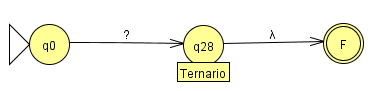 q0 ? q28 λ F
Ternario